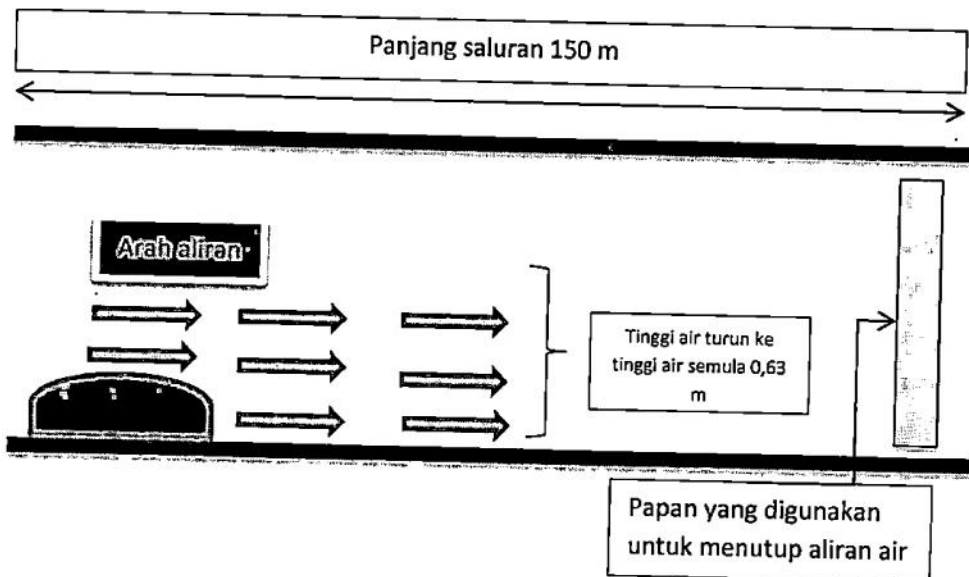 Panjang saluran 150 m
Arah aliran
Tinggi air turun ke
tinggi air semula 0,63
m
Papan yang digunakan
untuk menutup aliran air